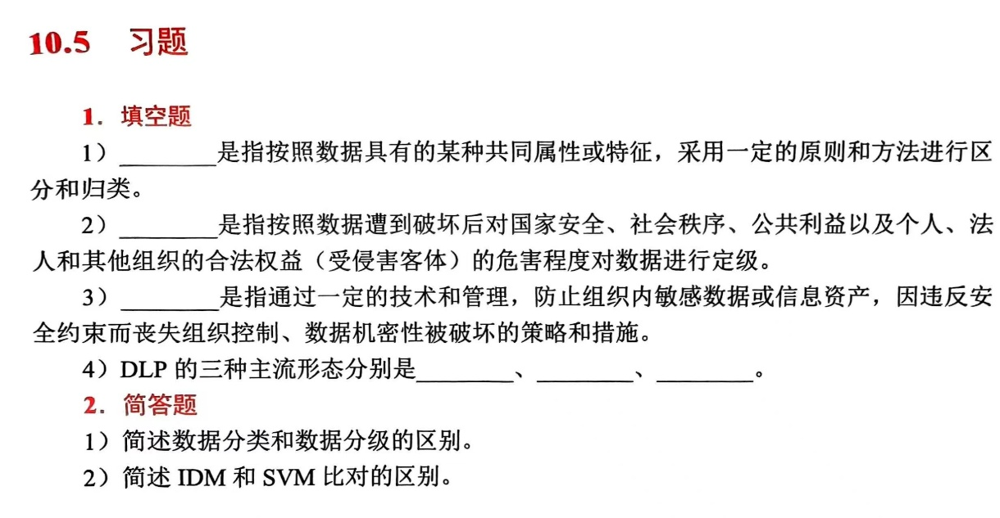 10.5 习题
1. 填空题
1）________是指按照数据具有的某种共同属性或特征，采用一定的原则和方法进行区
分和归类。
2）________是指按照数据遭到破坏后对国家安全、社会秩序、公共利益以及个人、法
人和其他组织的合法权益（受侵害客体）的危害程度对数据进行定级。
3）________是指通过一定的技术和管理，防止组织内敏感数据或信息资产，因违反安
全约束而丧失组织控制、数据机密性被破坏的策略和措施。
4）DLP 的三种主流形态分别是________、________、________。
2. 简答题
1）简述数据分类和数据分级的区别。
2）简述 IDM 和 SVM 比对的区别。